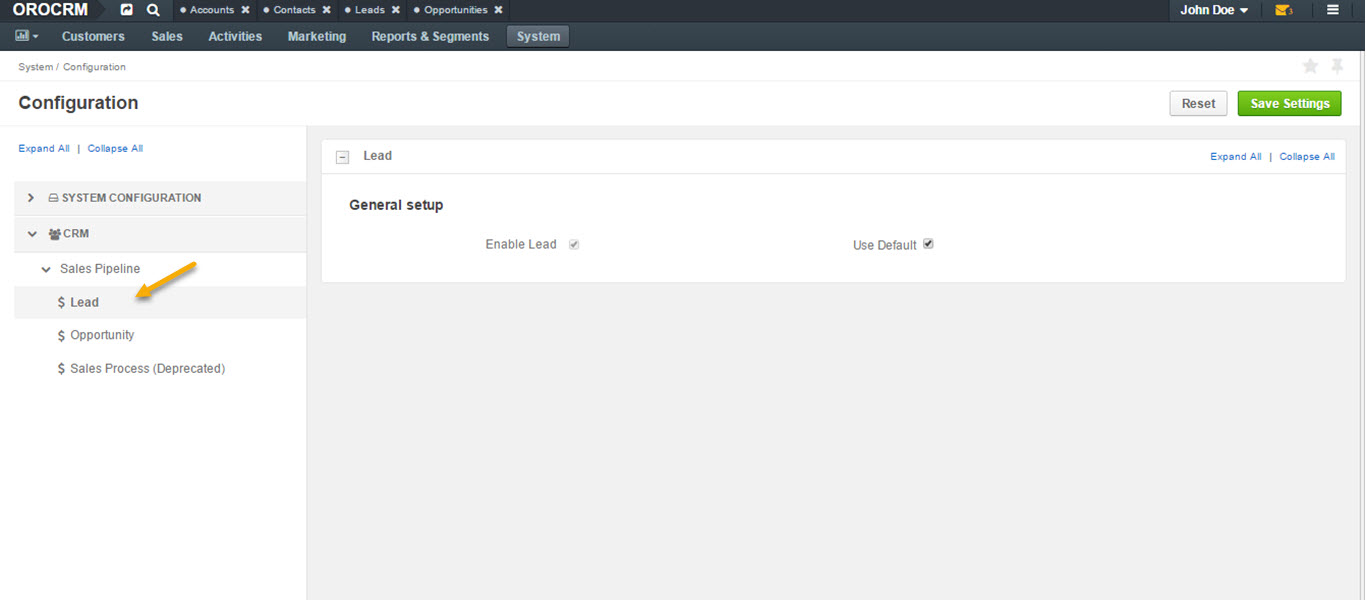 OROCRM Accounts Contacts Leads Opportunities John Doe 3
Customers Sales Activities Marketing Reports & Segments System
System / Configuration
Configuration Reset Save Settings
Expand All | Collapse All
SYSTEM CONFIGURATION
CRM
Sales Pipeline
$ Lead
$ Opportunity
$ Sales Process (Deprecated)
Lead Expand All | Collapse All
General setup
Enable Lead Use Default